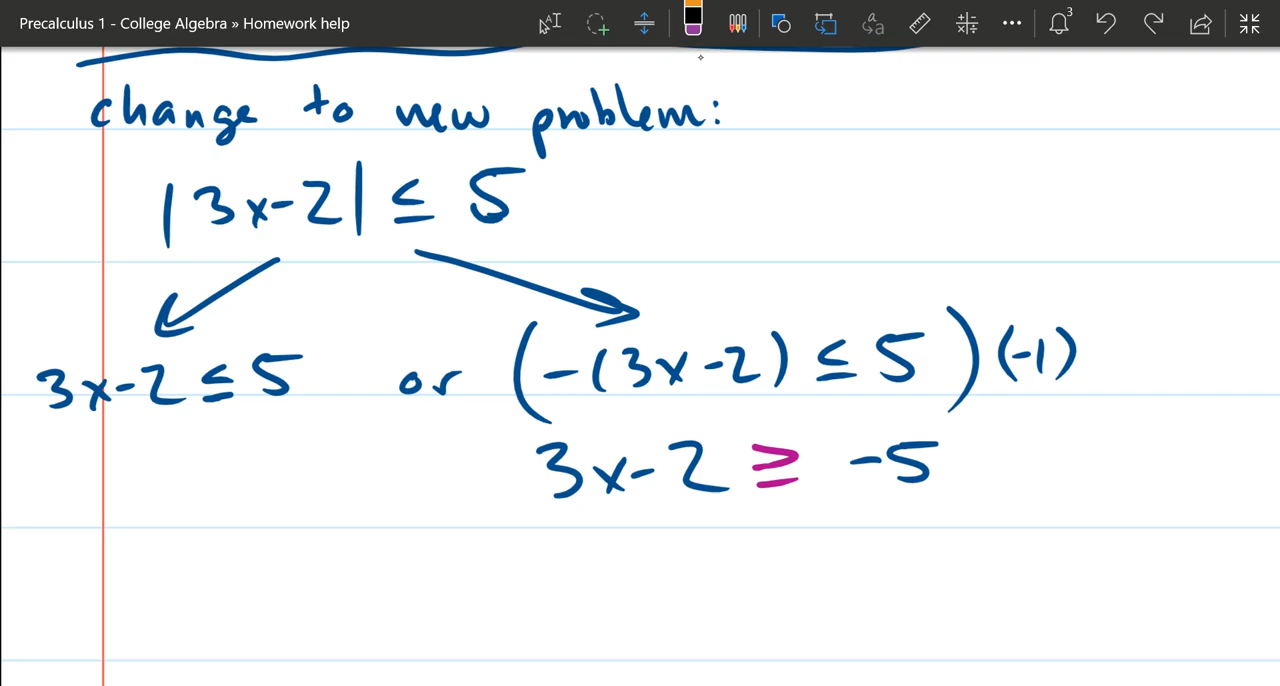 Precalculus 1 - College Algebra » Homework help
3
change to new problem:
|3x-2| ≤ 5
3x-2 ≤ 5 or (-(3x-2) ≤ 5)(-1)
3x-2 ≥ -5